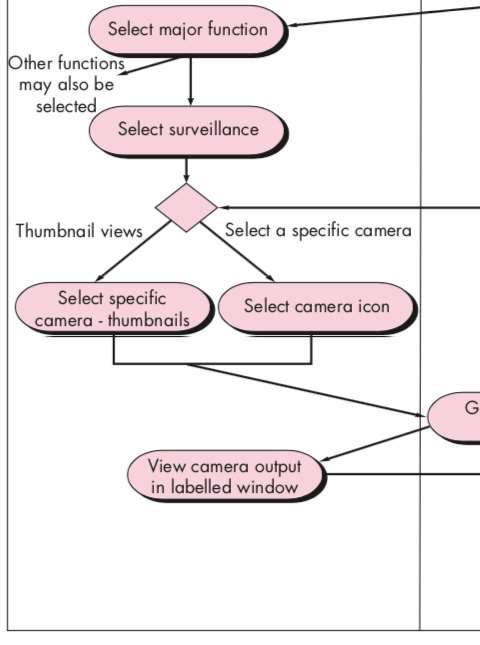 Select major function
Other functions
may also be
selected
Select surveillance
Thumbnail views
Select a specific camera
Select specific
camera - thumbnails
Select camera icon
G
View camera output
in labelled window